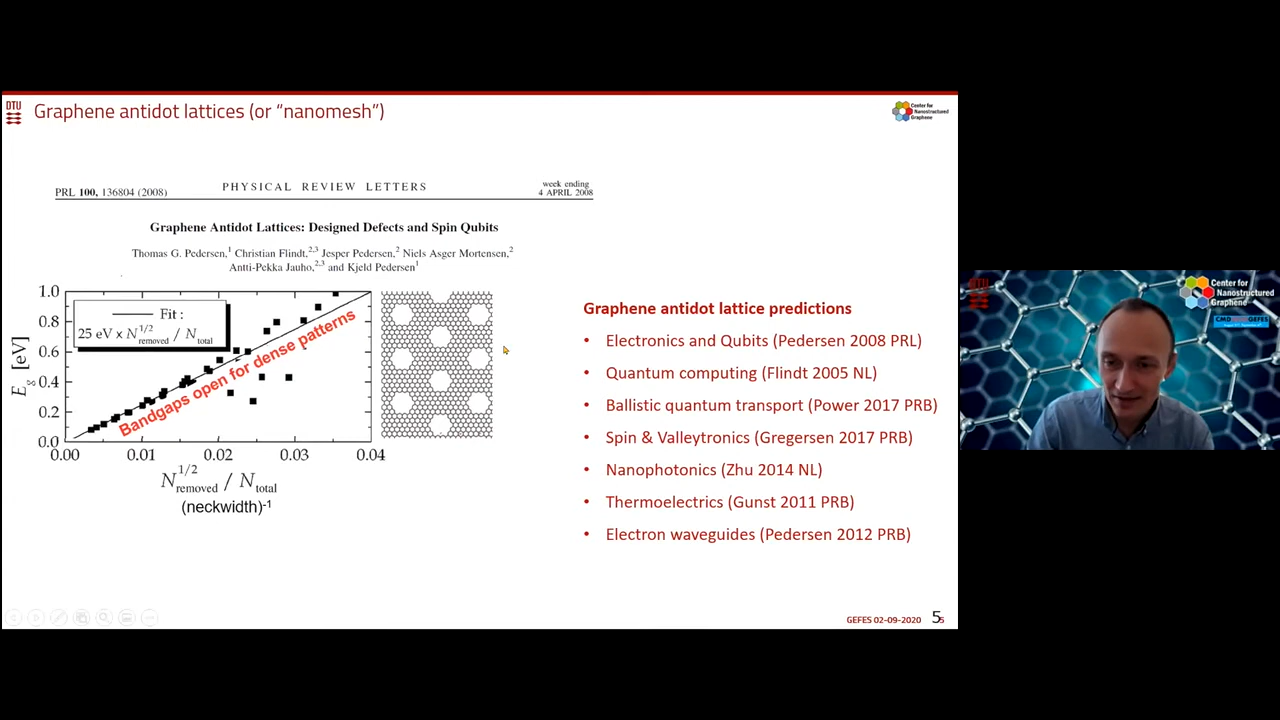 DTU
Graphene antidot lattices (or “nanomesh”)
Center for
Nanostructured
Graphene
PRL 100, 136804 (2008)
PHYSICAL REVIEW LETTERS
week ending
4 APRIL 2008
Graphene Antidot Lattices: Designed Defects and Spin Qubits
Thomas G. Pedersen,1 Christian Flindt,2,3 Jesper Pedersen,2 Niels Asger Mortensen,2
Antti-Pekka Jauho,2,3 and Kjeld Pedersen1
1.0
0.8
0.6
0.4
0.2
0.0
Eg [eV]
Fit :
25 eV × N1/2removed / Ntotal
Bandgaps open for dense patterns
0.00 0.01 0.02 0.03 0.04
N1/2removed / Ntotal
(neckwidth)-1
Graphene antidot lattice predictions
• Electronics and Qubits (Pedersen 2008 PRL)
• Quantum computing (Flindt 2005 NL)
• Ballistic quantum transport (Power 2017 PRB)
• Spin & Valleytronics (Gregersen 2017 PRB)
• Nanophotonics (Zhu 2014 NL)
• Thermoelectrics (Gunst 2011 PRB)
• Electron waveguides (Pedersen 2012 PRB)
GEFES 02-09-2020
5
5
DTU
Center for
Nanostructured
Graphene
CMD GEFES